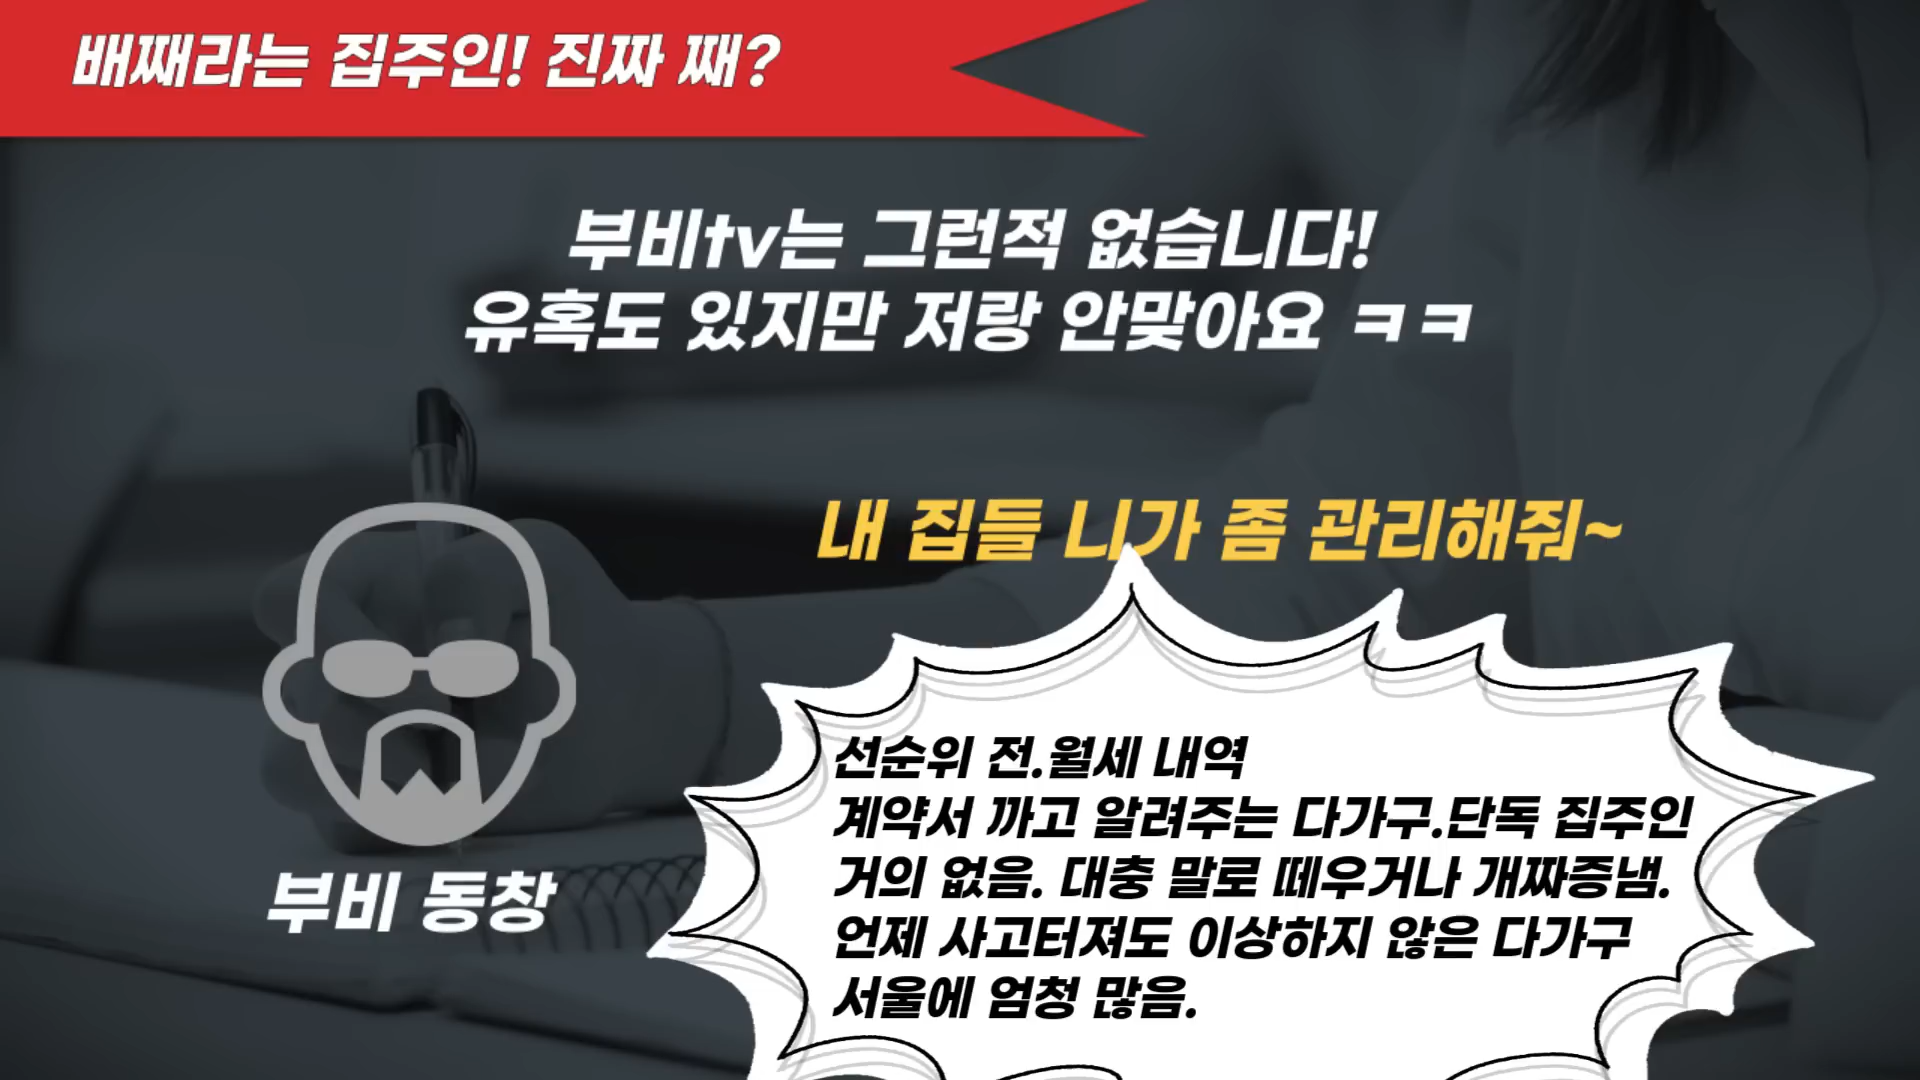 배째라는 집주인! 진짜 째?
부비tv는 그런적 없습니다!
유혹도 있지만 저랑 안맞아요 ㅋㅋ
내 집들 니가 좀 관리해줘~
선순위 전.월세 내역
계약서 까고 알려주는 다가구.단독 집주인
거의 없음. 대충 말로 떼우거나 개짜증냄.
언제 사고터져도 이상하지 않은 다가구
서울에 엄청 많음.
부비 동창